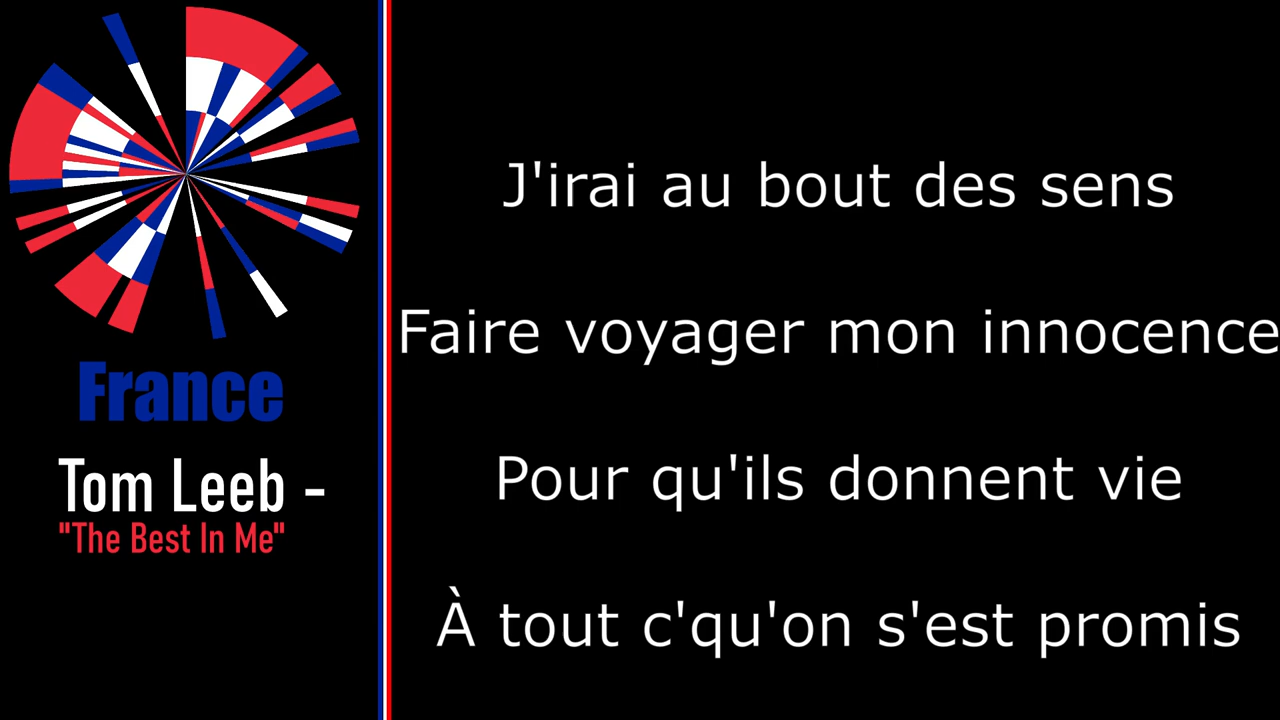 France
Tom Leeb -
"The Best In Me"
J'irai au bout des sens
Faire voyager mon innocence
Pour qu'ils donnent vie
À tout c'qu'on s'est promis